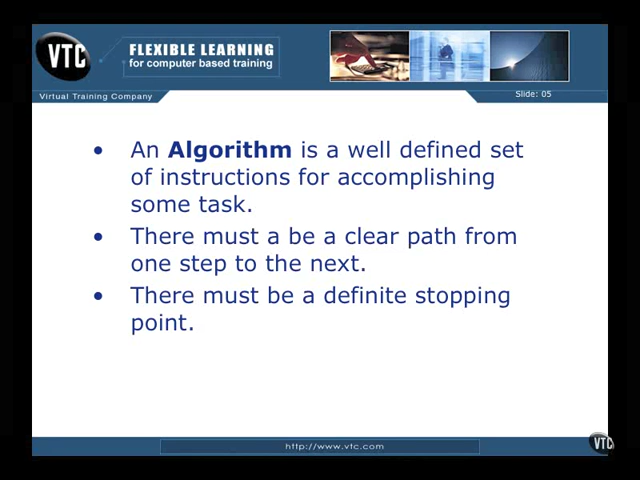 VTC
FLEXIBLE LEARNING
for computer based training
Virtual Training Company
Slide: 05
• An Algorithm is a well defined set
of instructions for accomplishing
some task.
• There must a be a clear path from
one step to the next.
• There must be a definite stopping
point.
http://www.vtc.com
VTC